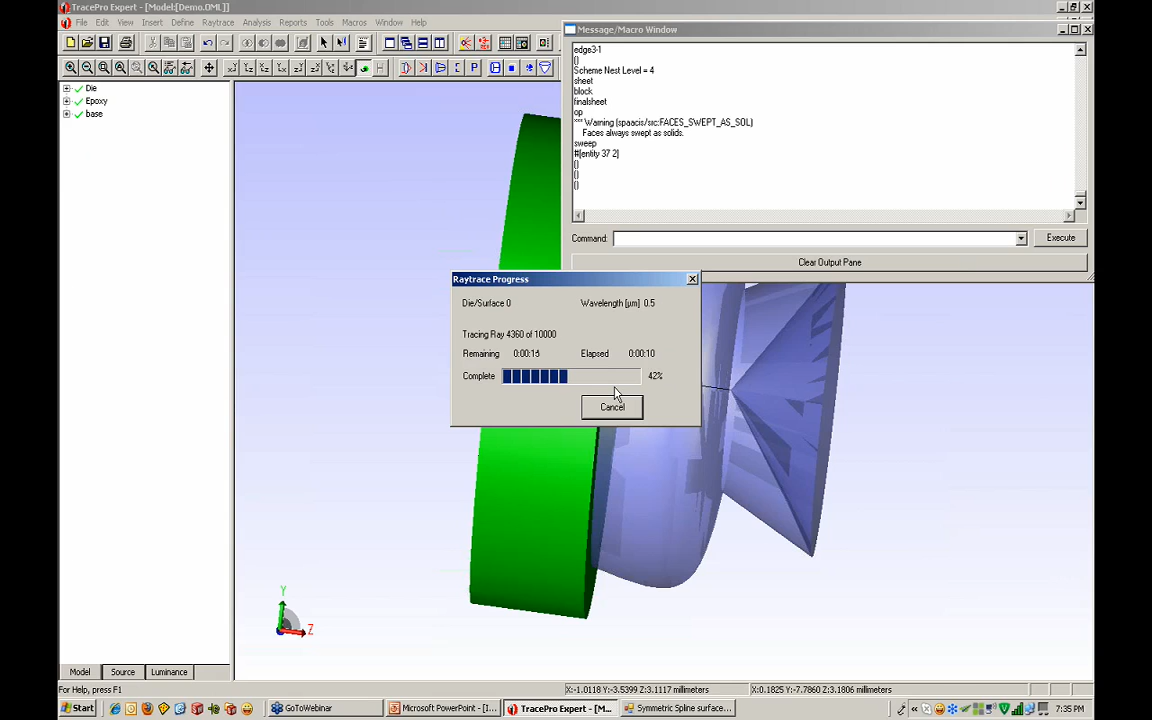 TracePro Expert - [Model:[Demo.OML]]
File Edit View Insert Define Raytrace Analysis Reports Tools Macros Window Help
Message/Macro Window
edge3-1
()
Scheme Nest Level = 4
sheet
block
finalsheet
op
*** Warning (spaacis/src:FACES_SWEPT_AS_SOL)
Faces always swept as solids.
sweep
#[entity 37 2]
()
()
()
Command:
Execute
Clear Output Pane
Die
Epoxy
base
Raytrace Progress
Die/Surface 0 Wavelength [µm] 0.5
Tracing Ray 4360 of 10000
Remaining 0:00:15 Elapsed 0:00:10
Complete 42%
Cancel
Y
Z
Model Source Luminance
For Help, press F1
X:-1.0118 Y:-3.5399 Z:3.1117 millimeters
X:0.1825 Y:-7.7860 Z:3.1806 millimeters
Start
GoToWebinar
Microsoft PowerPoint - [1...
TracePro Expert - [M...
Symmetric Spline surface...
7:35 PM